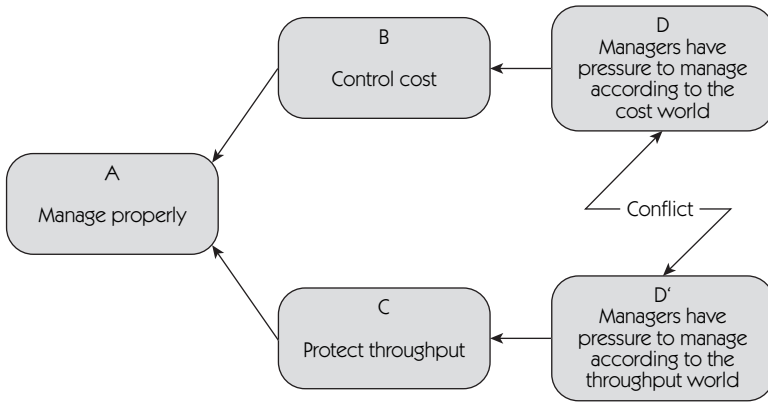 B
Control cost
D
Managers have
pressure to manage
according to the
cost world
A
Manage properly
Conflict
C
Protect throughput
D‘
Managers have
pressure to manage
according to the
throughput world